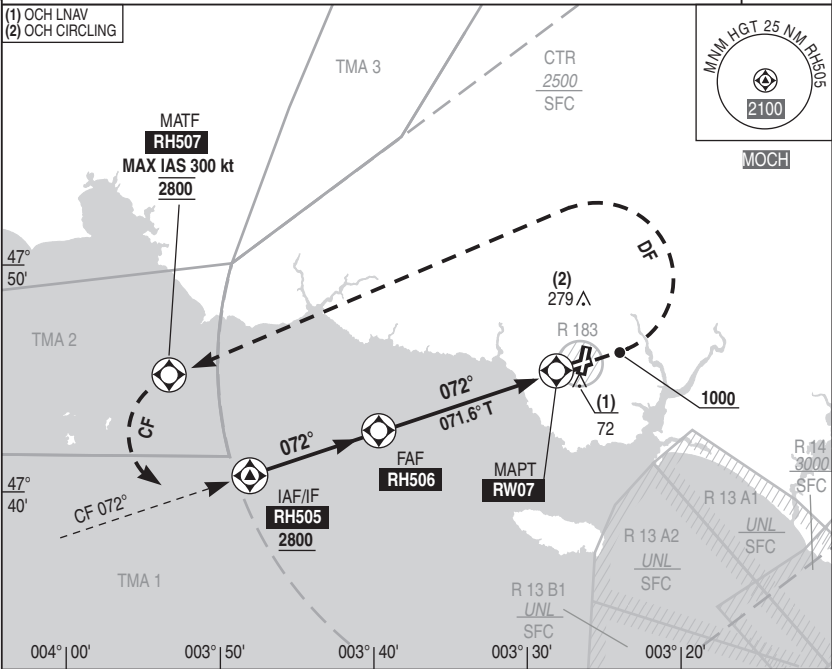 (1) OCH LNAV
(2) OCH CIRCLING
TMA 3
CTR
2500
SFC
MNM HGT 25 NM RH505
2100
MOCH
MATF
RH507
MAX IAS 300 kt
2800
47°
50'
DF
(2)
279
R 183
TMA 2
072°
071.6° T
1000
(1)
72
CF
072°
FAF
RH506
MAPT
RW07
R 14
3000
SFC
47°
40'
CF 072°
IAF/IF
RH505
2800
R 13 A1
UNL
SFC
R 13 A2
UNL
SFC
TMA 1
R 13 B1
UNL
SFC
004° 00'
003° 50'
003° 40'
003° 30'
003° 20'